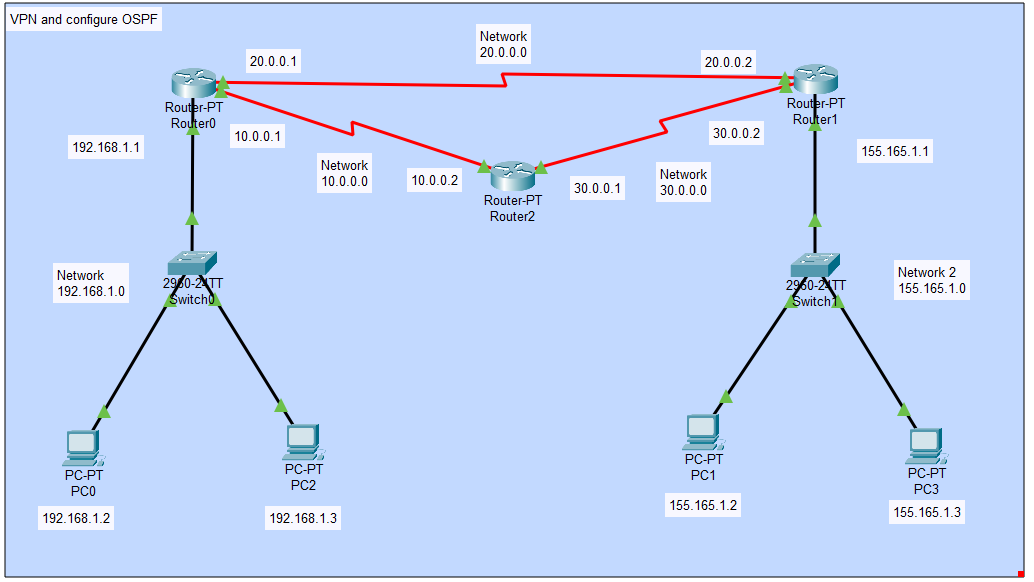 VPN and configure OSPF
Network
20.0.0.0
20.0.0.1
20.0.0.2
Router-PT
Router0
Router-PT
Router1
10.0.0.1
30.0.0.2
192.168.1.1
155.165.1.1
Network
10.0.0.0
10.0.0.2
Router-PT
Router2
30.0.0.1
Network
30.0.0.0
Network
192.168.1.0
2960-24TT
Switch0
2960-24TT
Switch1
Network 2
155.165.1.0
PC-PT
PC0
192.168.1.2
PC-PT
PC2
192.168.1.3
PC-PT
PC1
155.165.1.2
PC-PT
PC3
155.165.1.3